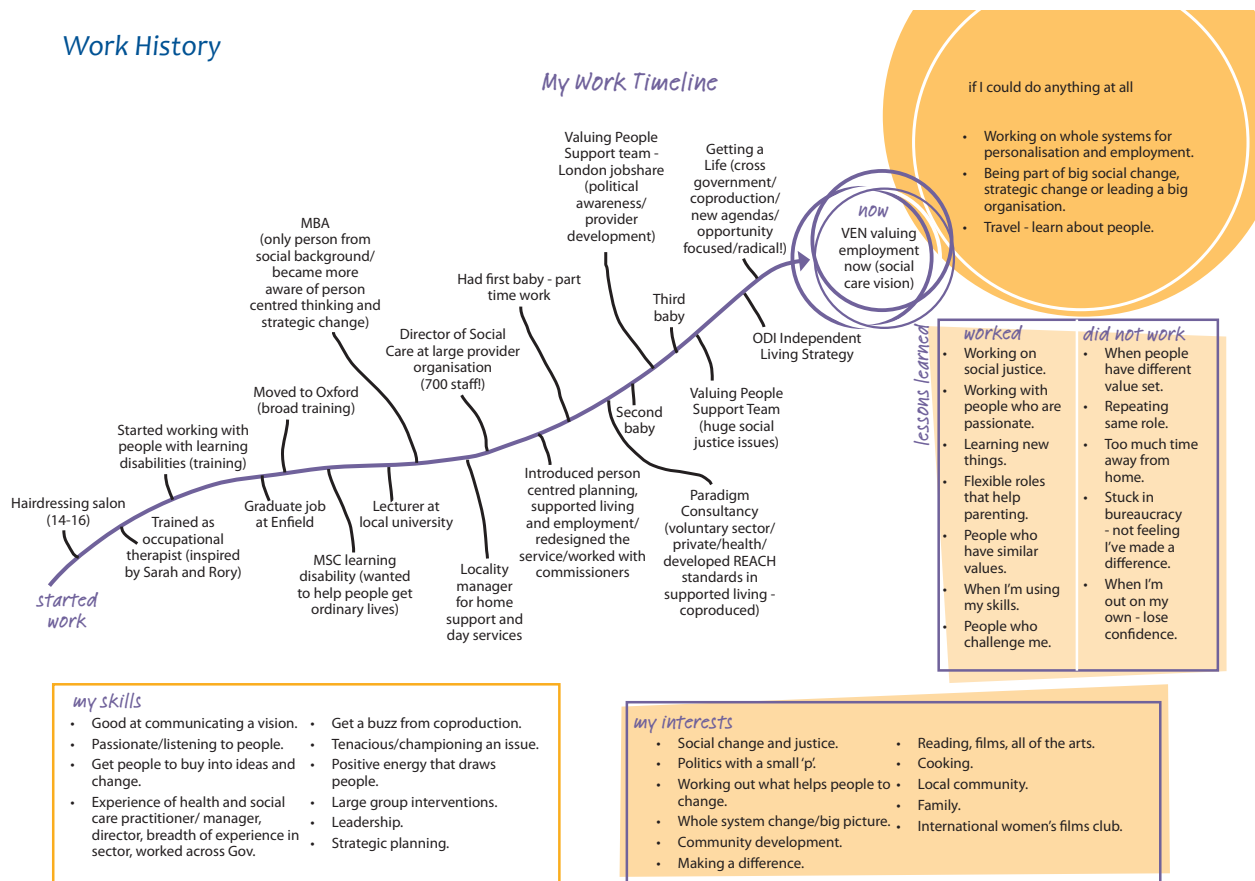 Work History
My Work Timeline
started
work
Hairdressing salon
(14-16)
Trained as
occupational
therapist (inspired
by Sarah and Rory)
Started working with
people with learning
disabilities (training)
Graduate job
at Enfield
Moved to Oxford
(broad training)
MSC learning
disability (wanted
to help people get
ordinary lives)
Lecturer at
local university
MBA
(only person from
social background/
became more
aware of person
centred thinking and
strategic change)
Locality
manager
for home
support and
day services
Director of Social
Care at large provider
organisation
(700 staff!)
Introduced person
centred planning,
supported living
and employment/
redesigned the
service/worked with
commissioners
Had first baby - part
time work
Paradigm
Consultancy
(voluntary sector/
private/health/
developed REACH
standards in
supported living -
coproduced)
Second
baby
Valuing People
Support team -
London jobshare
(political
awareness/
provider
development)
Third
baby
Valuing People
Support Team
(huge social
justice issues)
ODI Independent
Living Strategy
Getting a
Life (cross
government/
coproduction/
new agendas/
opportunity
focused/radical!)
now
VEN valuing
employment
now (social
care vision)
if I could do anything at all
• Working on whole systems for
personalisation and employment.
• Being part of big social change,
strategic change or leading a big
organisation.
• Travel - learn about people.
lessons learned
worked
• Working on
social justice.
• Working with
people who are
passionate.
• Learning new
things.
• Flexible roles
that help
parenting.
• People who
have similar
values.
• When I'm using
my skills.
• People who
challenge me.
did not work
• When people
have different
value set.
• Repeating
same role.
• Too much time
away from
home.
• Stuck in
bureaucracy
- not feeling
I've made a
difference.
• When I'm
out on my
own - lose
confidence.
my skills
• Good at communicating a vision.
• Passionate/listening to people.
• Get people to buy into ideas and
change.
• Experience of health and social
care practitioner/ manager,
director, breadth of experience in
sector, worked across Gov.
• Get a buzz from coproduction.
• Tenacious/championing an issue.
• Positive energy that draws
people.
• Large group interventions.
• Leadership.
• Strategic planning.
my interests
• Social change and justice.
• Politics with a small 'p'.
• Working out what helps people to
change.
• Whole system change/big picture.
• Community development.
• Making a difference.
• Reading, films, all of the arts.
• Cooking.
• Local community.
• Family.
• International women's films club.